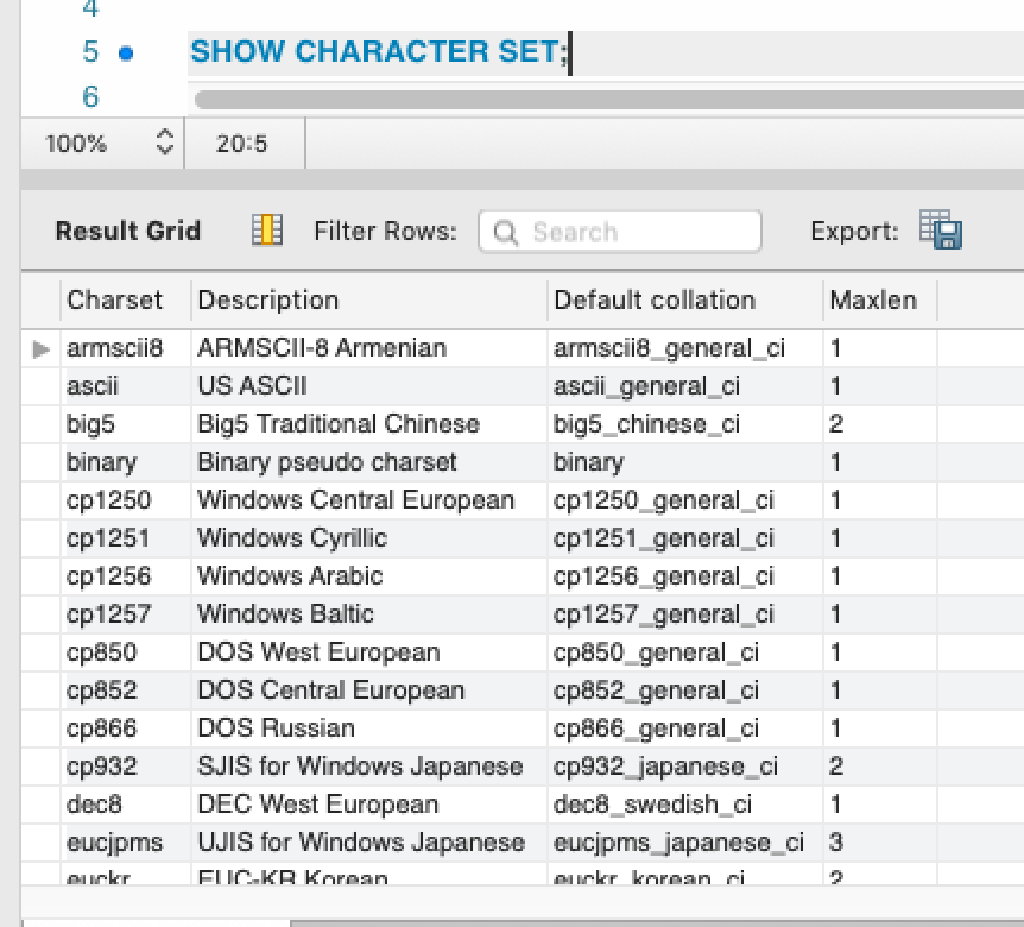 4
5 SHOW CHARACTER SET;
6
100% 20:5
Result Grid Filter Rows: Search Export:
Charset Description Default collation Maxlen
armscii8 ARMSCII-8 Armenian armscii8_general_ci 1
ascii US ASCII ascii_general_ci 1
big5 Big5 Traditional Chinese big5_chinese_ci 2
binary Binary pseudo charset binary 1
cp1250 Windows Central European cp1250_general_ci 1
cp1251 Windows Cyrillic cp1251_general_ci 1
cp1256 Windows Arabic cp1256_general_ci 1
cp1257 Windows Baltic cp1257_general_ci 1
cp850 DOS West European cp850_general_ci 1
cp852 DOS Central European cp852_general_ci 1
cp866 DOS Russian cp866_general_ci 1
cp932 SJIS for Windows Japanese cp932_japanese_ci 2
dec8 DEC West European dec8_swedish_ci 1
eucjpms UJIS for Windows Japanese eucjpms_japanese_ci 3
euckr EUC-KR Korean euckr_korean_ci 2